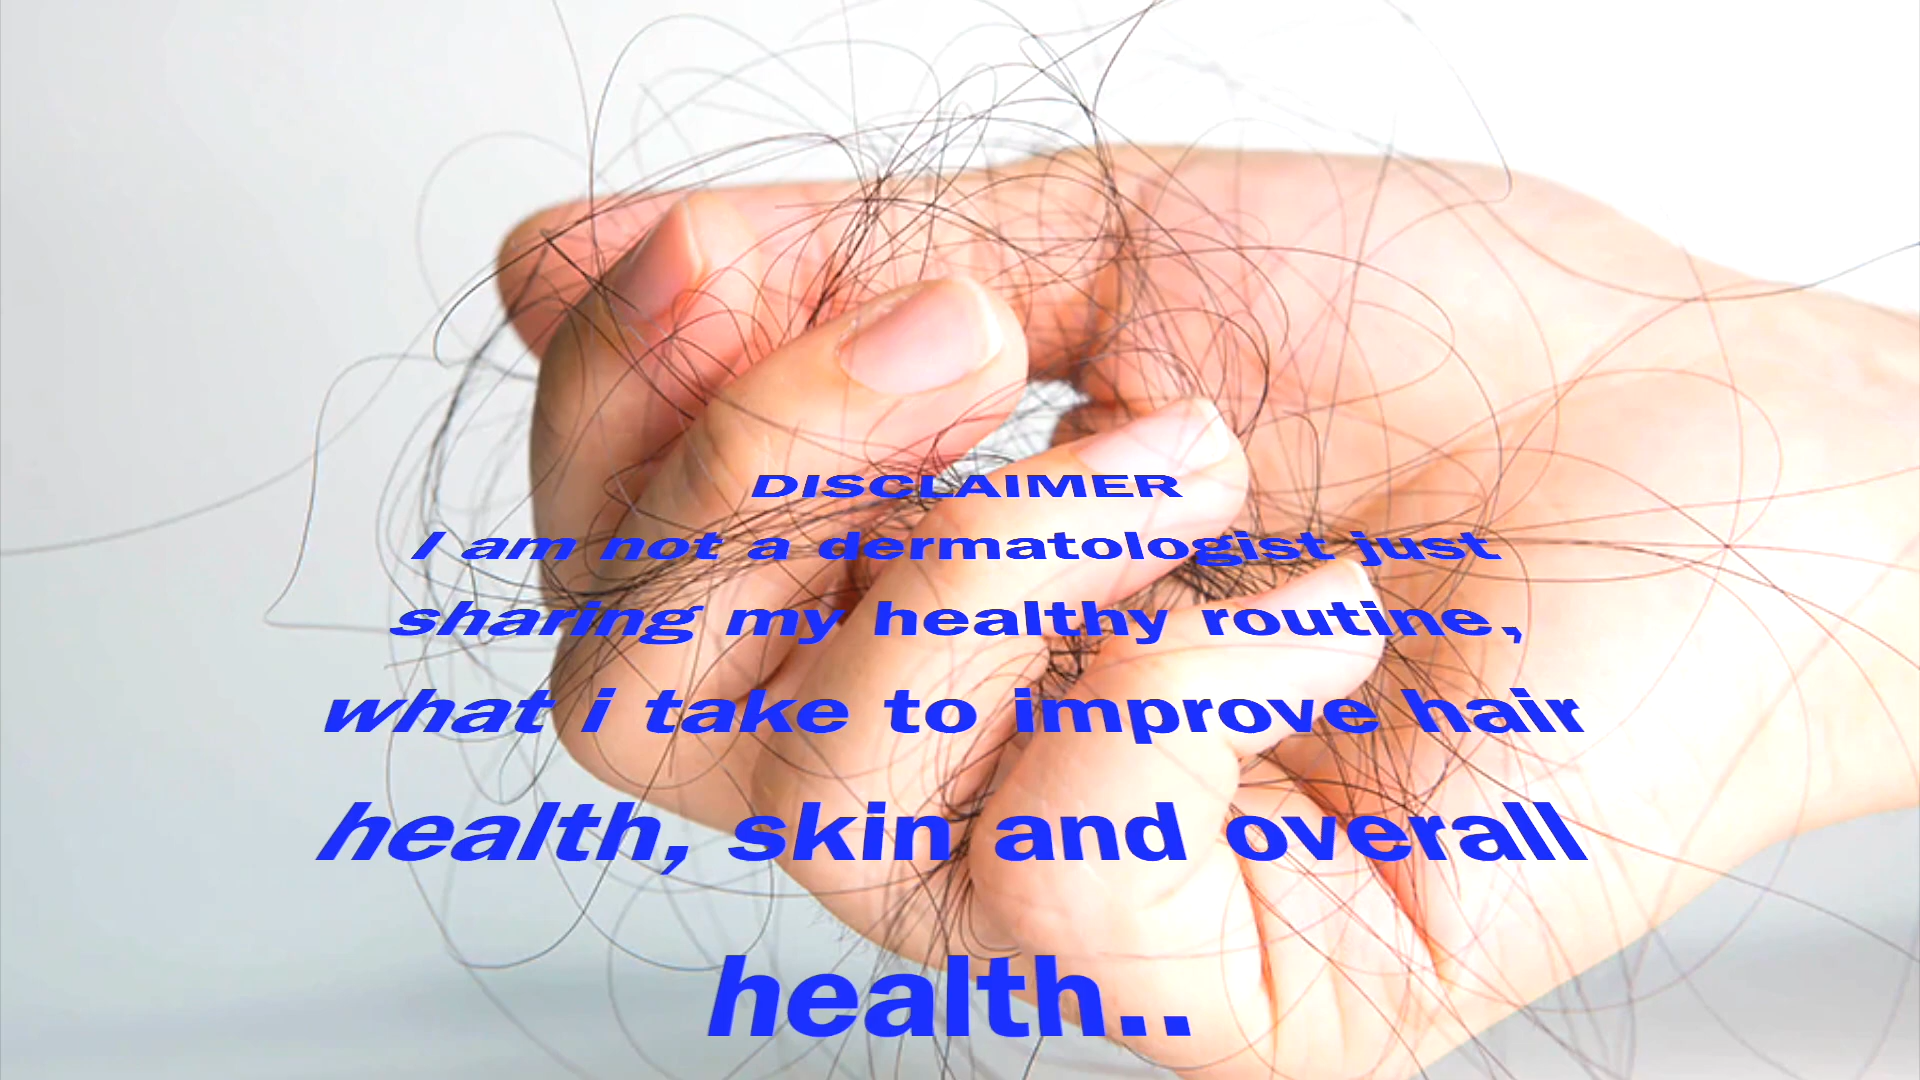 DISCLAIMER
I am not a dermatologist just
sharing my healthy routine,
what i take to improve hair
health, skin and overall
health..